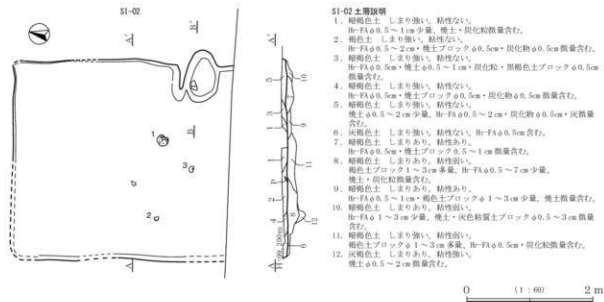 SI-02
A'
B'
1
B
3
2
A
A'
5
10
3
9
1
11
4
P
2
8
12
6
A
SI-02 土層説明
1. 暗褐色土 しまり強い，粘性ない。
Hr-FAφ0.5～1cm少量，焼土・炭化粒微量含む。
2. 褐色土 しまり強い，粘性ない。
Hr-FAφ0.5～2cm・焼土ブロックφ0.5cm・炭化物φ0.5cm微量含む。
3. 暗褐色土 しまり強い，粘性ない。
Hr-FAφ0.5cm・焼土φ0.5～1cm・炭化粒・黒褐色土ブロックφ0.5cm
微量含む。
4. 暗褐色土 しまり強い，粘性ない。
Hr-FAφ0.5cm・焼土ブロックφ0.5cm・炭化物φ0.5cm微量含む。
5. 暗褐色土 しまり強い，粘性ない。
焼土φ0.5～2cm少量，Hr-FAφ0.5～2cm・炭化物φ0.5cm・灰微量
含む。
6. 灰褐色土 しまり強い，粘性ない。Hr-FAφ0.5cm含む。
7. 暗褐色土 しまりあり，粘性あり。
Hr-FAφ0.5cm・焼土ブロックφ0.5～1cm微量含む。
8. 暗褐色土 しまりあり，粘性弱い。
褐色土ブロック1～3cm多量，Hr-FAφ0.5～7cm少量，
焼土・炭化粒微量含む。
9. 暗褐色土 しまりあり，粘性あり。
Hr-FAφ0.5～1cm・褐色土ブロックφ1～3cm少量，焼土微量含む。
10. 暗褐色土 しまりあり，粘性弱い。
Hr-FAφ1～3cm少量，焼土・灰色粘質土ブロックφ0.5～3cm微量
含む。
11. 暗褐色土 しまりあり，粘性弱い。
褐色土ブロックφ1～3cm多量，Hr-FAφ0.5cm・炭化粒微量含む。
12. 灰褐色土 しまりあり，粘性強い。
焼土φ0.5～2cm微量含む。
0 (1:60) 2m